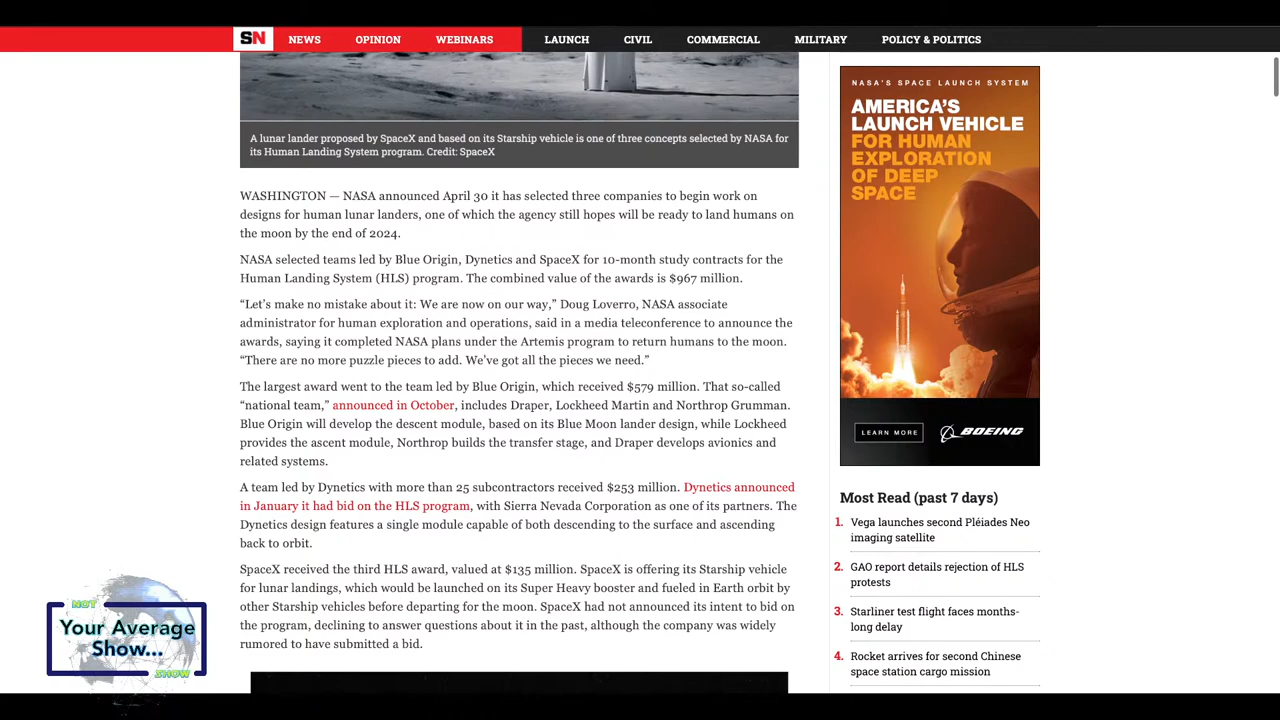 SN NEWS OPINION WEBINARS LAUNCH CIVIL COMMERCIAL MILITARY POLICY & POLITICS
A lunar lander proposed by SpaceX and based on its Starship vehicle is one of three concepts selected by NASA for
its Human Landing System program. Credit: SpaceX
WASHINGTON — NASA announced April 30 it has selected three companies to begin work on
designs for human lunar landers, one of which the agency still hopes will be ready to land humans on
the moon by the end of 2024.
NASA selected teams led by Blue Origin, Dynetics and SpaceX for 10-month study contracts for the
Human Landing System (HLS) program. The combined value of the awards is $967 million.
“Let’s make no mistake about it: We are now on our way,” Doug Loverro, NASA associate
administrator for human exploration and operations, said in a media teleconference to announce the
awards, saying it completed NASA plans under the Artemis program to return humans to the moon.
“There are no more puzzle pieces to add. We’ve got all the pieces we need.”
The largest award went to the team led by Blue Origin, which received $579 million. That so-called
“national team,” announced in October, includes Draper, Lockheed Martin and Northrop Grumman.
Blue Origin will develop the descent module, based on its Blue Moon lander design, while Lockheed
provides the ascent module, Northrop builds the transfer stage, and Draper develops avionics and
related systems.
A team led by Dynetics with more than 25 subcontractors received $253 million. Dynetics announced
in January it had bid on the HLS program, with Sierra Nevada Corporation as one of its partners. The
Dynetics design features a single module capable of both descending to the surface and ascending
back to orbit.
SpaceX received the third HLS award, valued at $135 million. SpaceX is offering its Starship vehicle
for lunar landings, which would be launched on its Super Heavy booster and fueled in Earth orbit by
other Starship vehicles before departing for the moon. SpaceX had not announced its intent to bid on
the program, declining to answer questions about it in the past, although the company was widely
rumored to have submitted a bid.
NASA'S SPACE LAUNCH SYSTEM
AMERICA'S
LAUNCH VEHICLE
FOR HUMAN
EXPLORATION
OF DEEP
SPACE
LEARN MORE BOEING
Most Read (past 7 days)
1. Vega launches second Pléiades Neo
imaging satellite
2. GAO report details rejection of HLS
protests
3. Starliner test flight faces months-
long delay
4. Rocket arrives for second Chinese
space station cargo mission
NOT
Your Average
Show...
SHOW